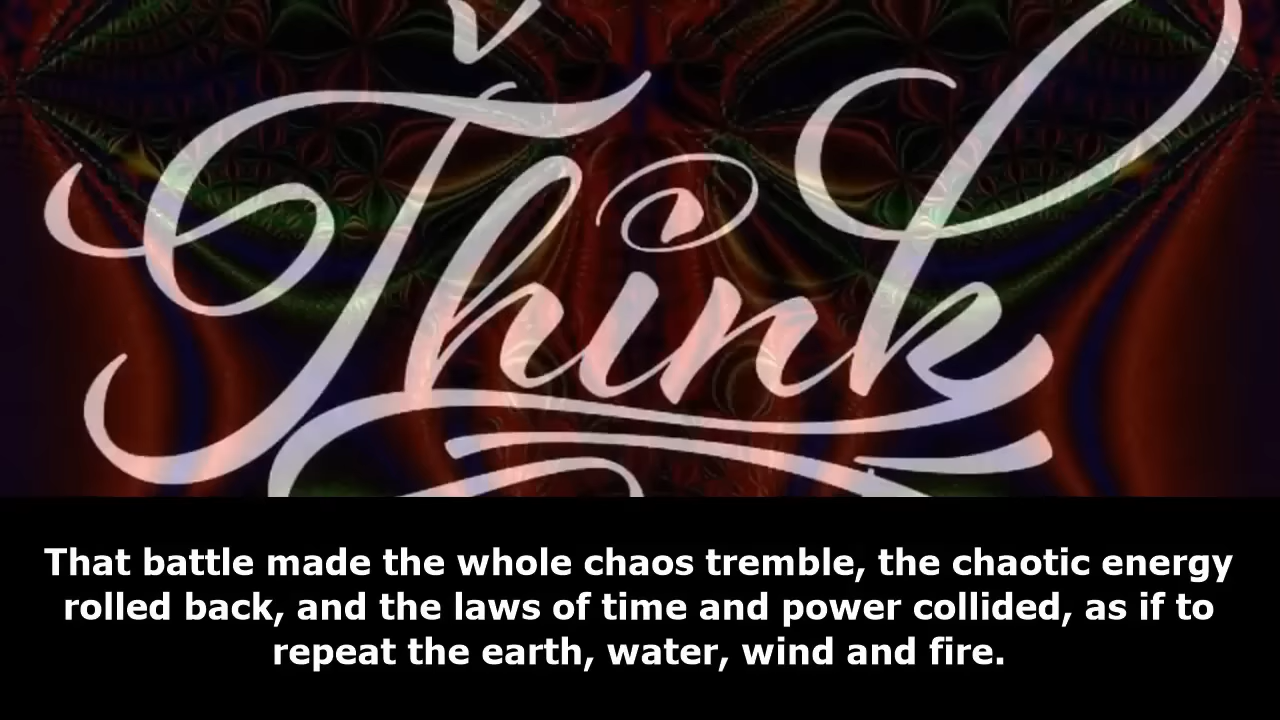 Think
That battle made the whole chaos tremble, the chaotic energy
rolled back, and the laws of time and power collided, as if to
repeat the earth, water, wind and fire.